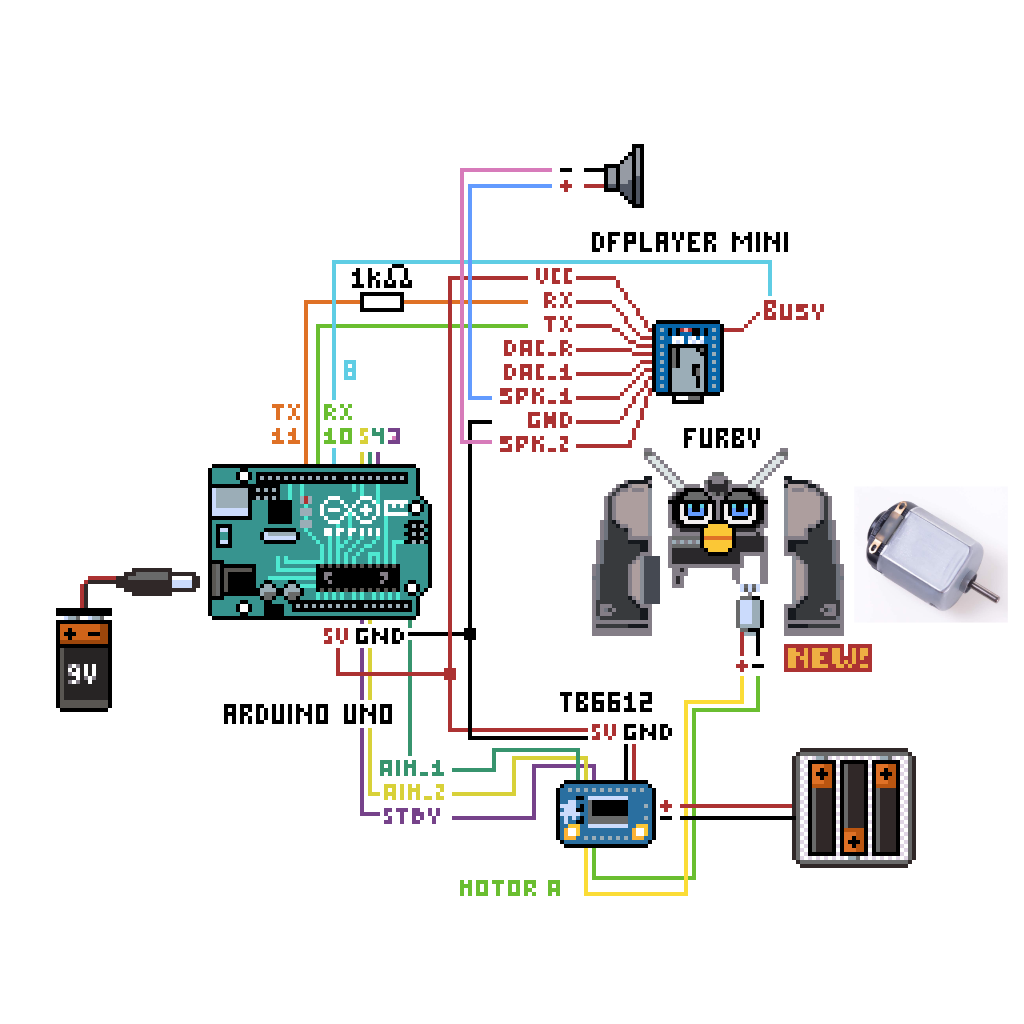 - 
+
DFPLAYER MINI
1kΩ
VCC
RX
BUSY
TX
DAC_R
DAC_1
8
SPK_1
TX RX
GND
11 10 5 4 3
SPK_2
FURBY
5V GND
+ -
NEW!
9V
+ -
TB6612
ARDUINO UNO
5V GND
AIN_1
AIN_2
STBY
+
-
+ + +
MOTOR A